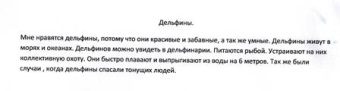 Дельфины.
Мне нравятся дельфины, потому что они красивые и забавные, а так же умные. Дельфины живут в
морях и океанах. Дельфинов можно увидеть в дельфинарии. Питаются рыбой. Устраивают на них
коллективную охоту. Они быстро плавают и выпрыгивают из воды на 6 метров. Так же были
случаи , когда дельфины спасали тонущих людей.